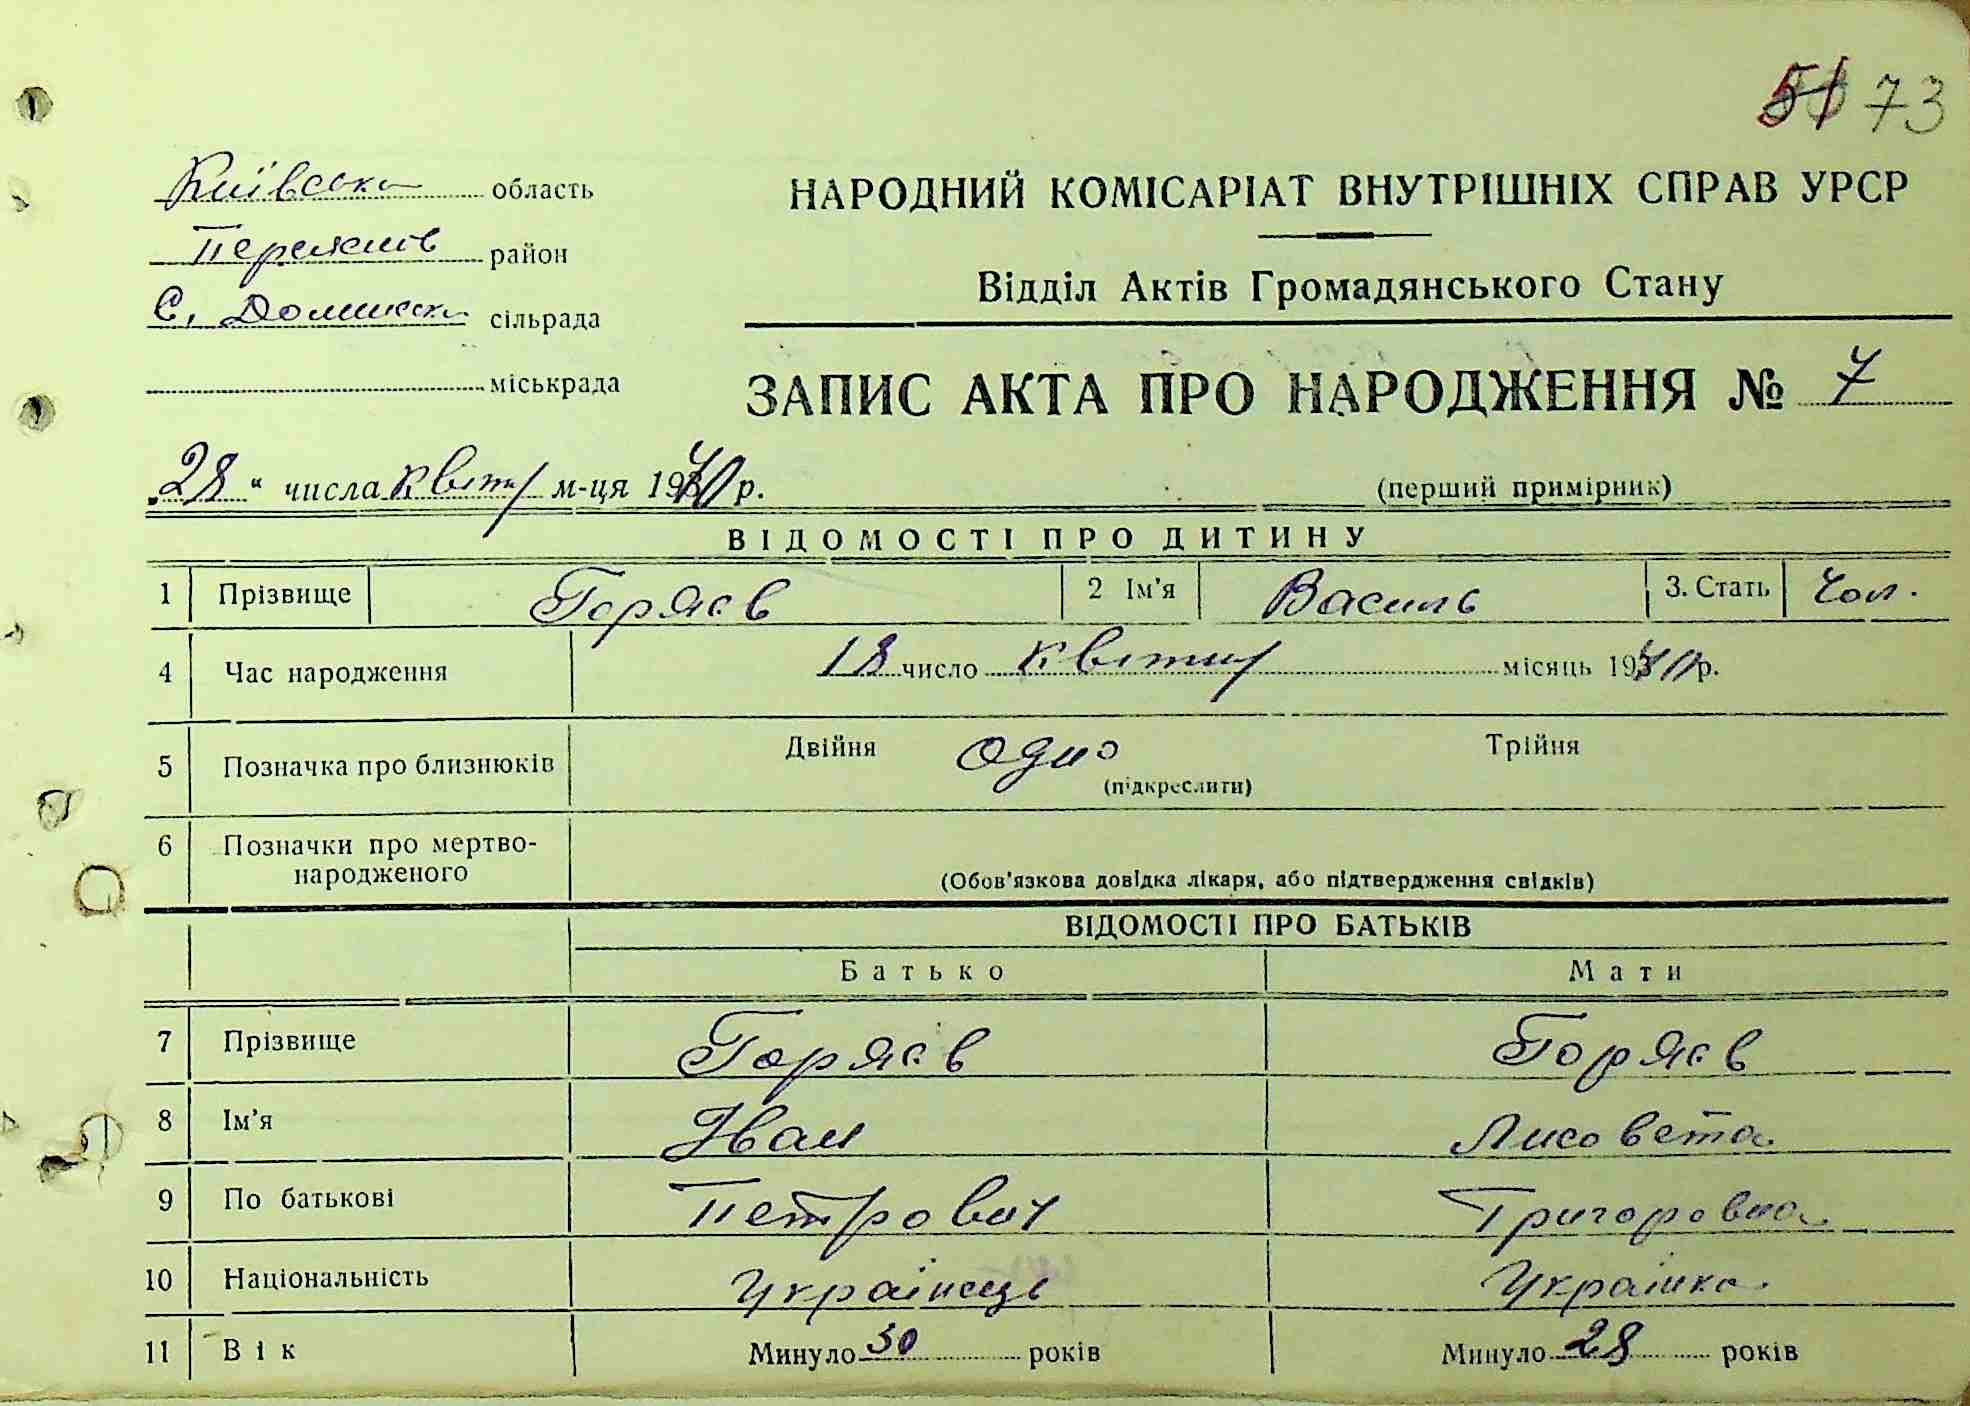 51 73
Київська область
НАРОДНИЙ КОМІСАРІАТ ВНУТРІШНІХ СПРАВ УРСР
Переяслів район
Відділ Актів Громадянського Стану
С. сільрада
міськрада
ЗАПИС АКТА ПРО НАРОДЖЕННЯ № 7
„28“ числа квітня м-ця 1940 р.
(перший примірник)
ВІДОМОСТІ ПРО ДИТИНУ
1 Прізвище Горяєв 2 Ім'я Василь 3. Стать Чол.
4 Час народження 18 число квітня місяць 1940 р.
5 Позначка про близнюків Двійня одно Трійня
(підкреслити)
6 Позначки про мертво-
народженого
(Обов'язкова довідка лікаря, або підтвердження свідків)
ВІДОМОСТІ ПРО БАТЬКІВ
Батько Мати
7 Прізвище Горяєв Горяєв
8 Ім'я Іван Лисовета
9 По батькові Петрович Григоровна
10 Національність Українець Українка
11 Вік Минуло 30 років Минуло 28 років